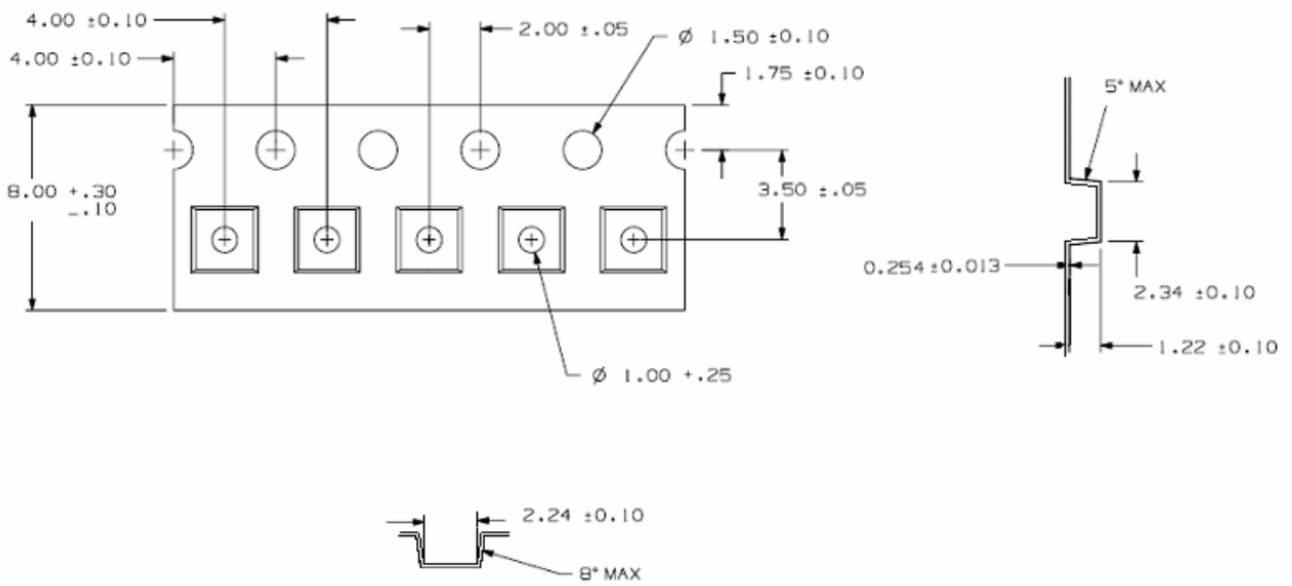 4.00 ±0.10
2.00 ±.05
Ø 1.50 ±0.10
4.00 ±0.10
1.75 ±0.10
5° MAX
8.00 +.30
-.10
3.50 ±.05
0.254±0.013
2.34 ±0.10
1.22 ±0.10
Ø 1.00 +.25
2.24 ±0.10
8° MAX